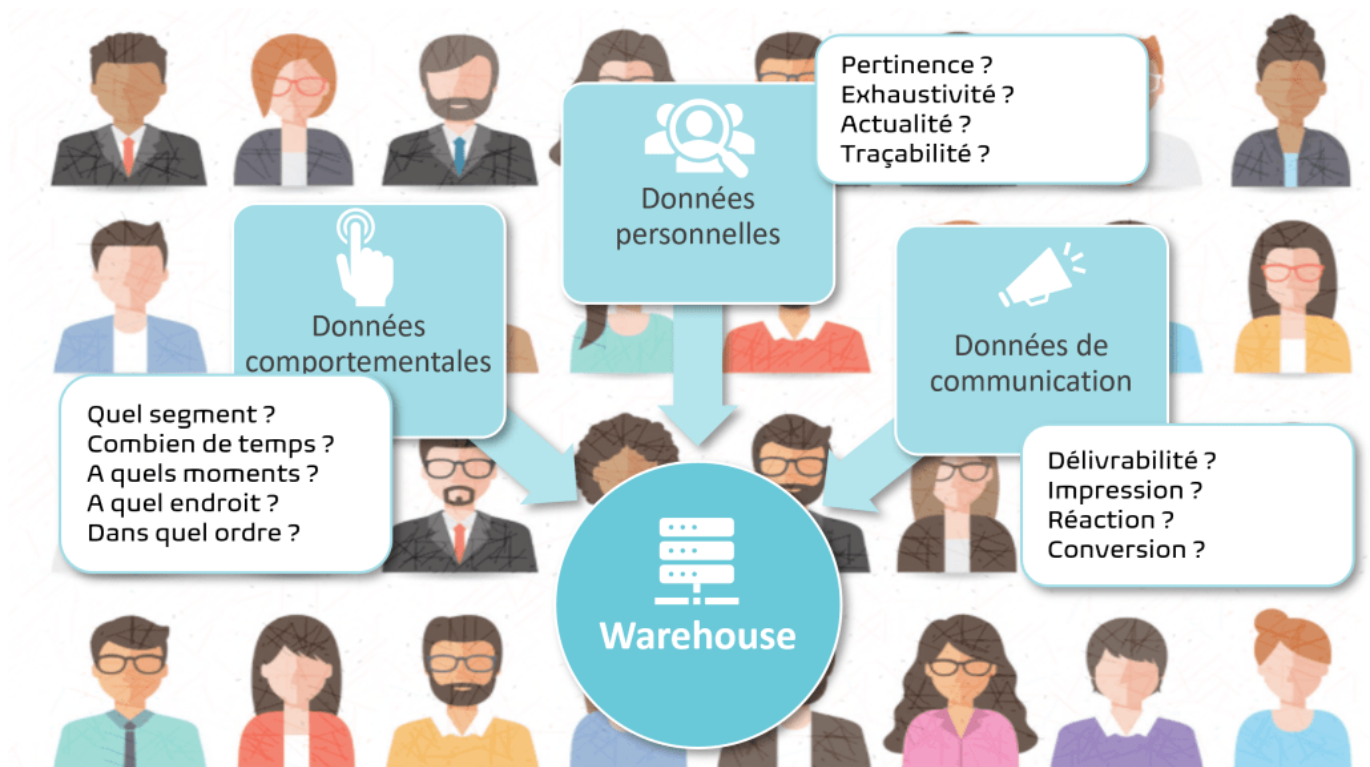 Pertinence ?
Exhaustivité ?
Actualité ?
Traçabilité ?
Données
personnelles
Données
comportementales
Données de
communication
Quel segment ?
Combien de temps ?
A quels moments ?
A quel endroit ?
Dans quel ordre ?
Délivrabilité ?
Impression ?
Réaction ?
Conversion ?
Warehouse